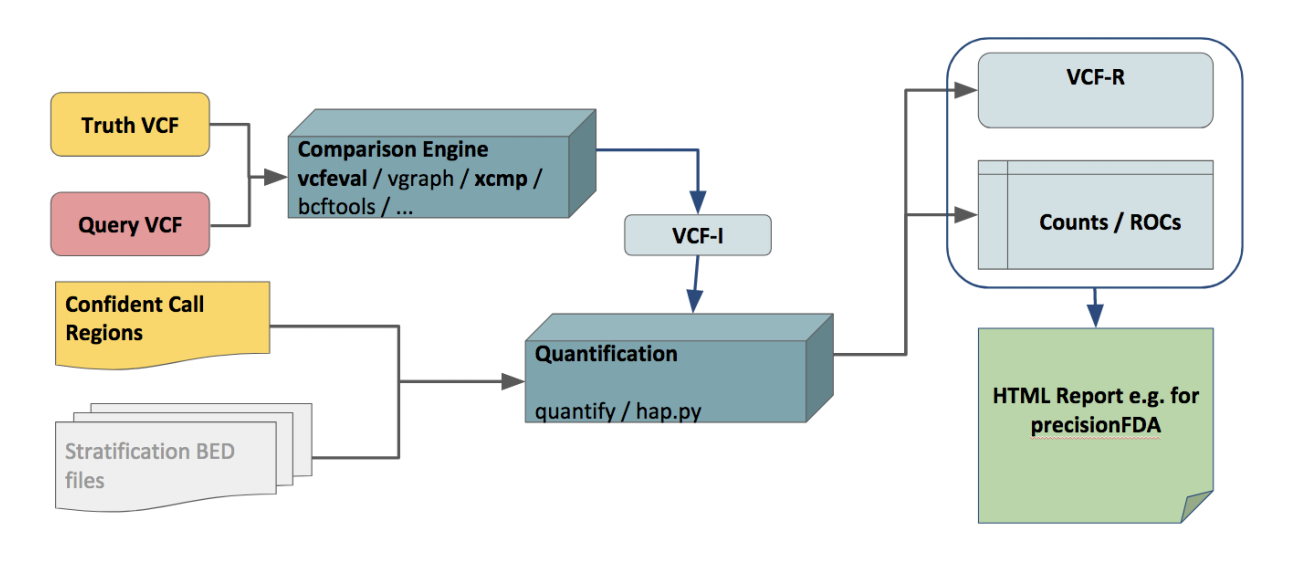 Truth VCF
Query VCF
Comparison Engine
vcfeval / vgraph / xcmp /
bcftools / ...
VCF-I
Confident Call
Regions
Stratification BED
files
Quantification
quantify / hap.py
VCF-R
Counts / ROCs
HTML Report e.g. for
precisionFDA